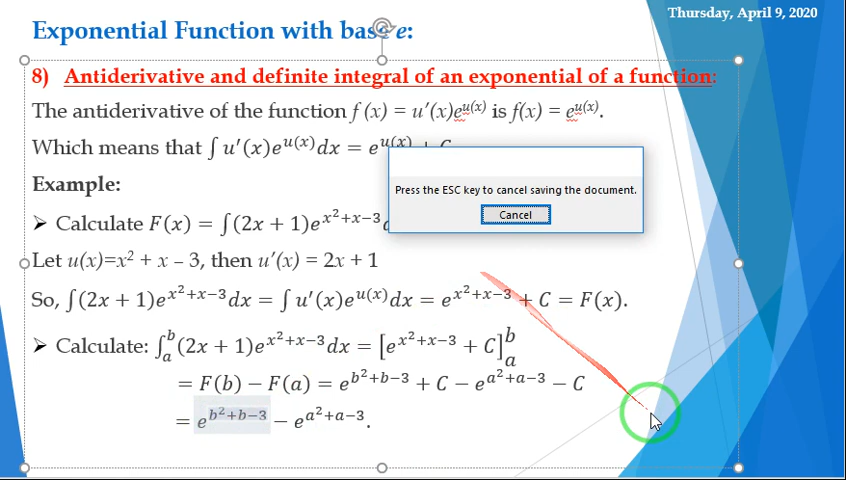 Thursday, April 9, 2020
Exponential Function with base e:
8) Antiderivative and definite integral of an exponential of a function:
The antiderivative of the function f (x) = u′(x)e^{u(x)} is f(x) = e^{u(x)}.
Which means that ∫ u′(x)e^{u(x)}dx = e^{u(x)} + C
Press the ESC key to cancel saving the document.
Cancel
Example:
➢ Calculate F(x) = ∫(2x + 1)e^{x²+x−3}
Let u(x)=x² + x – 3, then u′(x) = 2x + 1
So, ∫(2x + 1)e^{x²+x−3}dx = ∫ u′(x)e^{u(x)}dx = e^{x²+x−3} + C = F(x).
➢ Calculate: ∫_a^b(2x + 1)e^{x²+x−3}dx = [e^{x²+x−3} + C]_a^b
= F(b) − F(a) = e^{b²+b−3} + C − e^{a²+a−3} − C
= e^{b²+b−3} − e^{a²+a−3}.